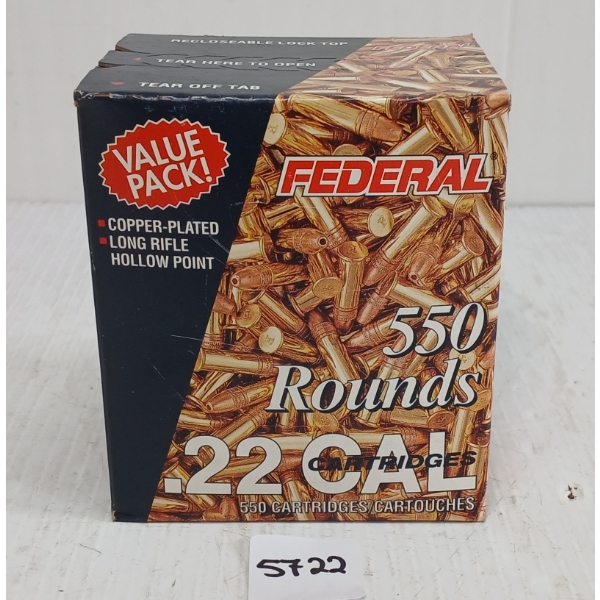 RECLOSEABLE LOCK TOP
TEAR HERE TO OPEN
TEAR OFF TAB
VALUE
PACK!
COPPER-PLATED
LONG RIFLE
HOLLOW POINT
FEDERAL®
550
Rounds
.22 CAL
CARTRIDGES
550 CARTRIDGES/CARTOUCHES
5722